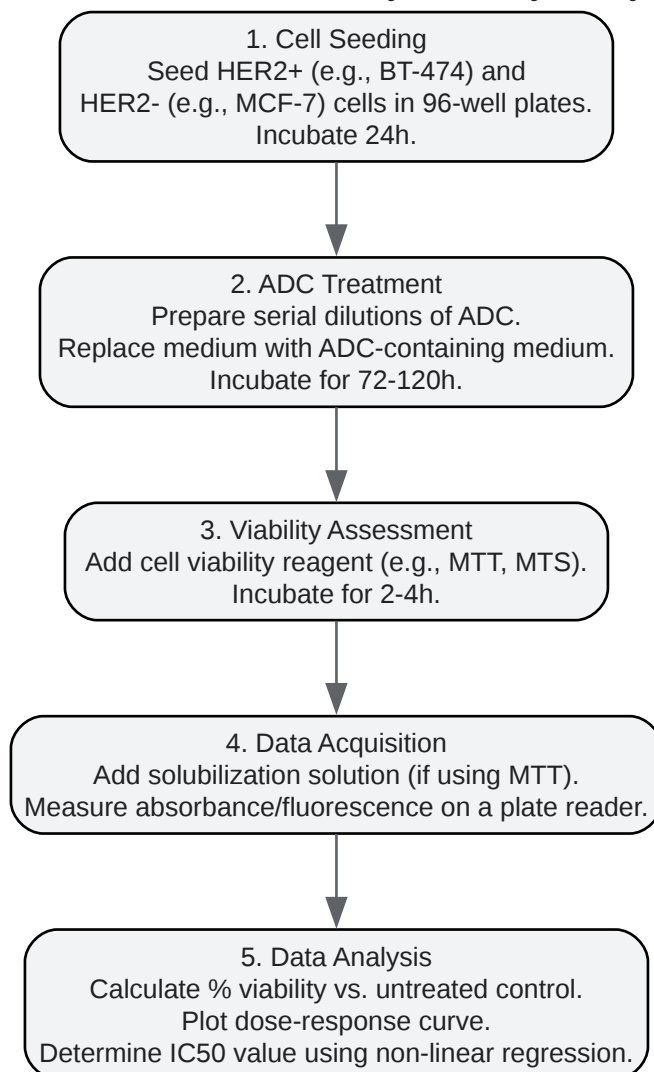 1. Cell Seeding
Seed HER2+ (e.g., BT-474) and
HER2- (e.g., MCF-7) cells in 96-well plates.
Incubate 24h.
2. ADC Treatment
Prepare serial dilutions of ADC.
Replace medium with ADC-containing medium.
Incubate for 72-120h.
3. Viability Assessment
Add cell viability reagent (e.g., MTT, MTS).
Incubate for 2-4h.
4. Data Acquisition
Add solubilization solution (if using MTT).
Measure absorbance/fluorescence on a plate reader.
5. Data Analysis
Calculate % viability vs. untreated control.
Plot dose-response curve.
Determine IC50 value using non-linear regression.